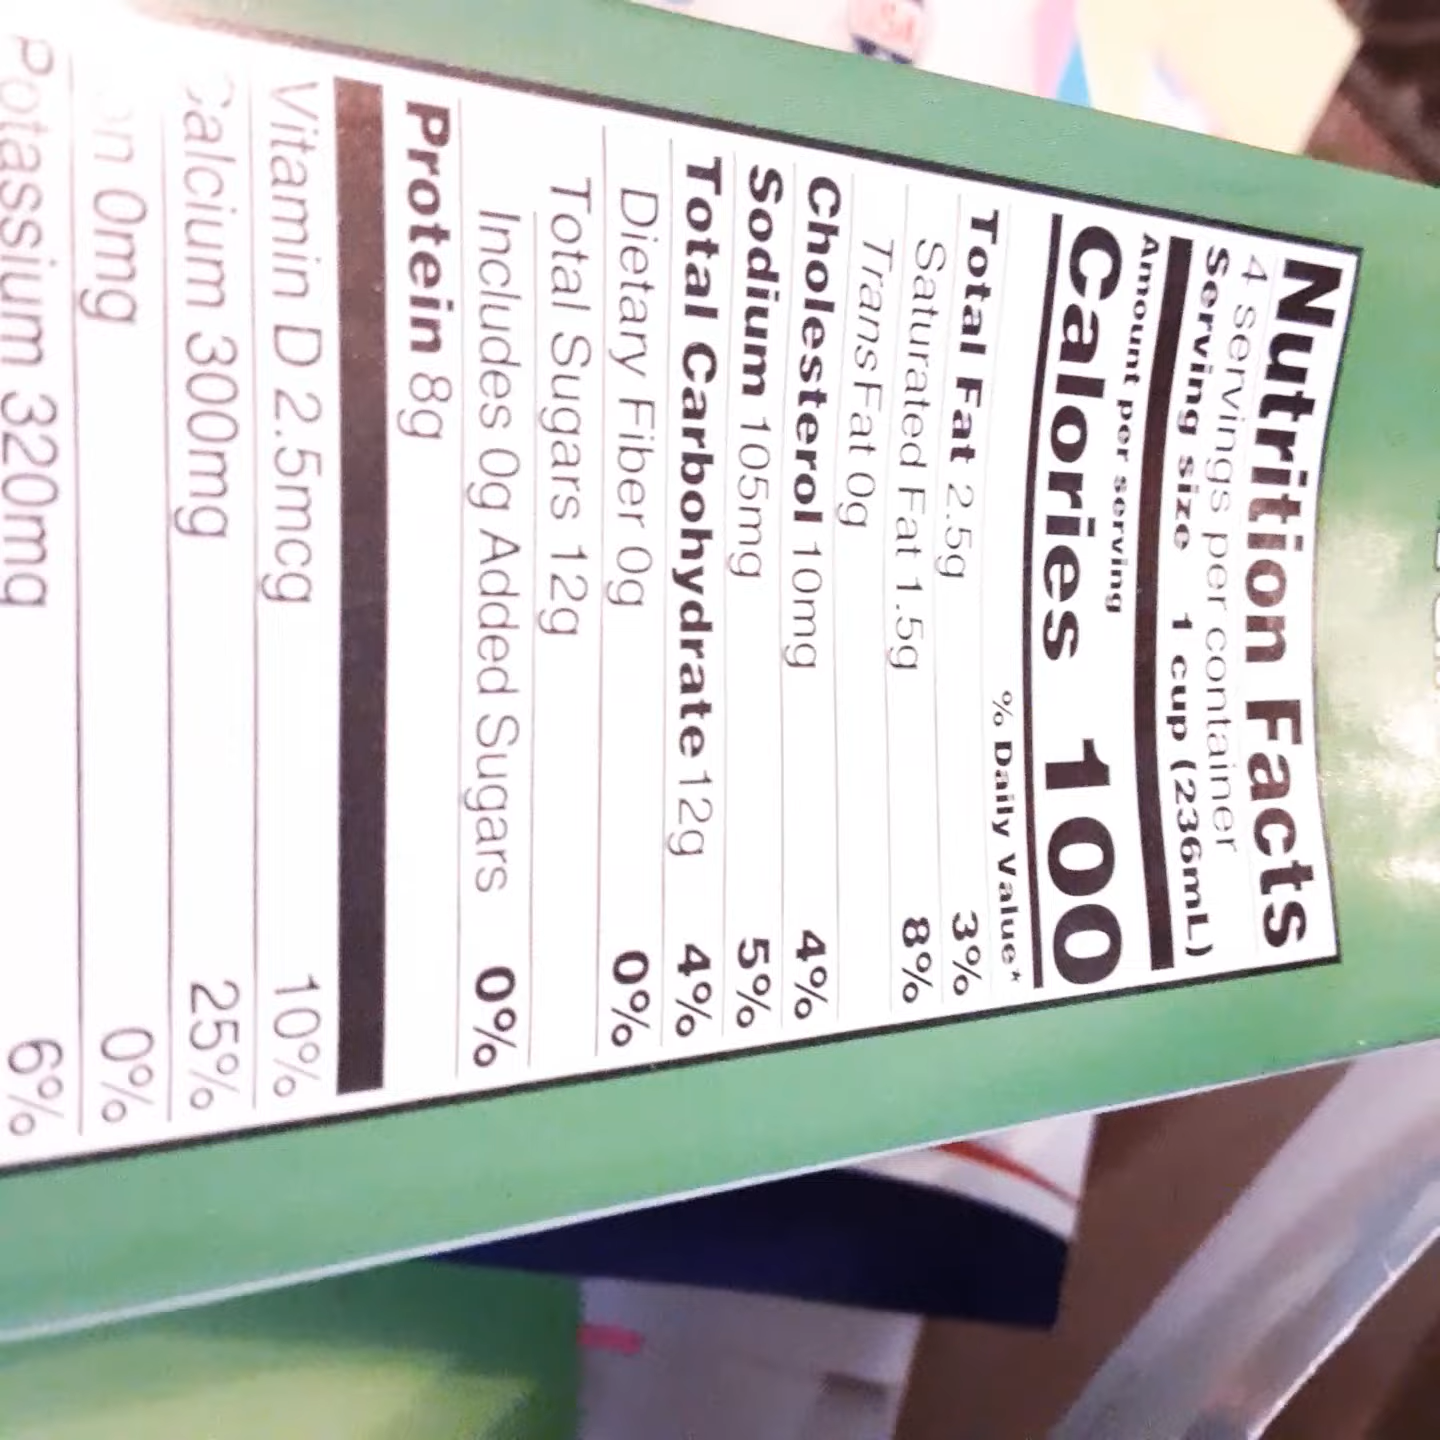 Nutrition Facts
4 servings per container
Serving size 1 cup (236mL)
Amount per serving
Calories 100
% Daily Value*
Total Fat 2.5g 3%
Saturated Fat 1.5g 8%
Trans Fat 0g
Cholesterol 10mg 4%
Sodium 105mg 5%
Total Carbohydrate 12g 4%
Dietary Fiber 0g 0%
Total Sugars 12g
Includes 0g Added Sugars 0%
Protein 8g
Vitamin D 2.5mcg 10%
Calcium 300mg 25%
0mg 0%
Potassium 320mg 6%